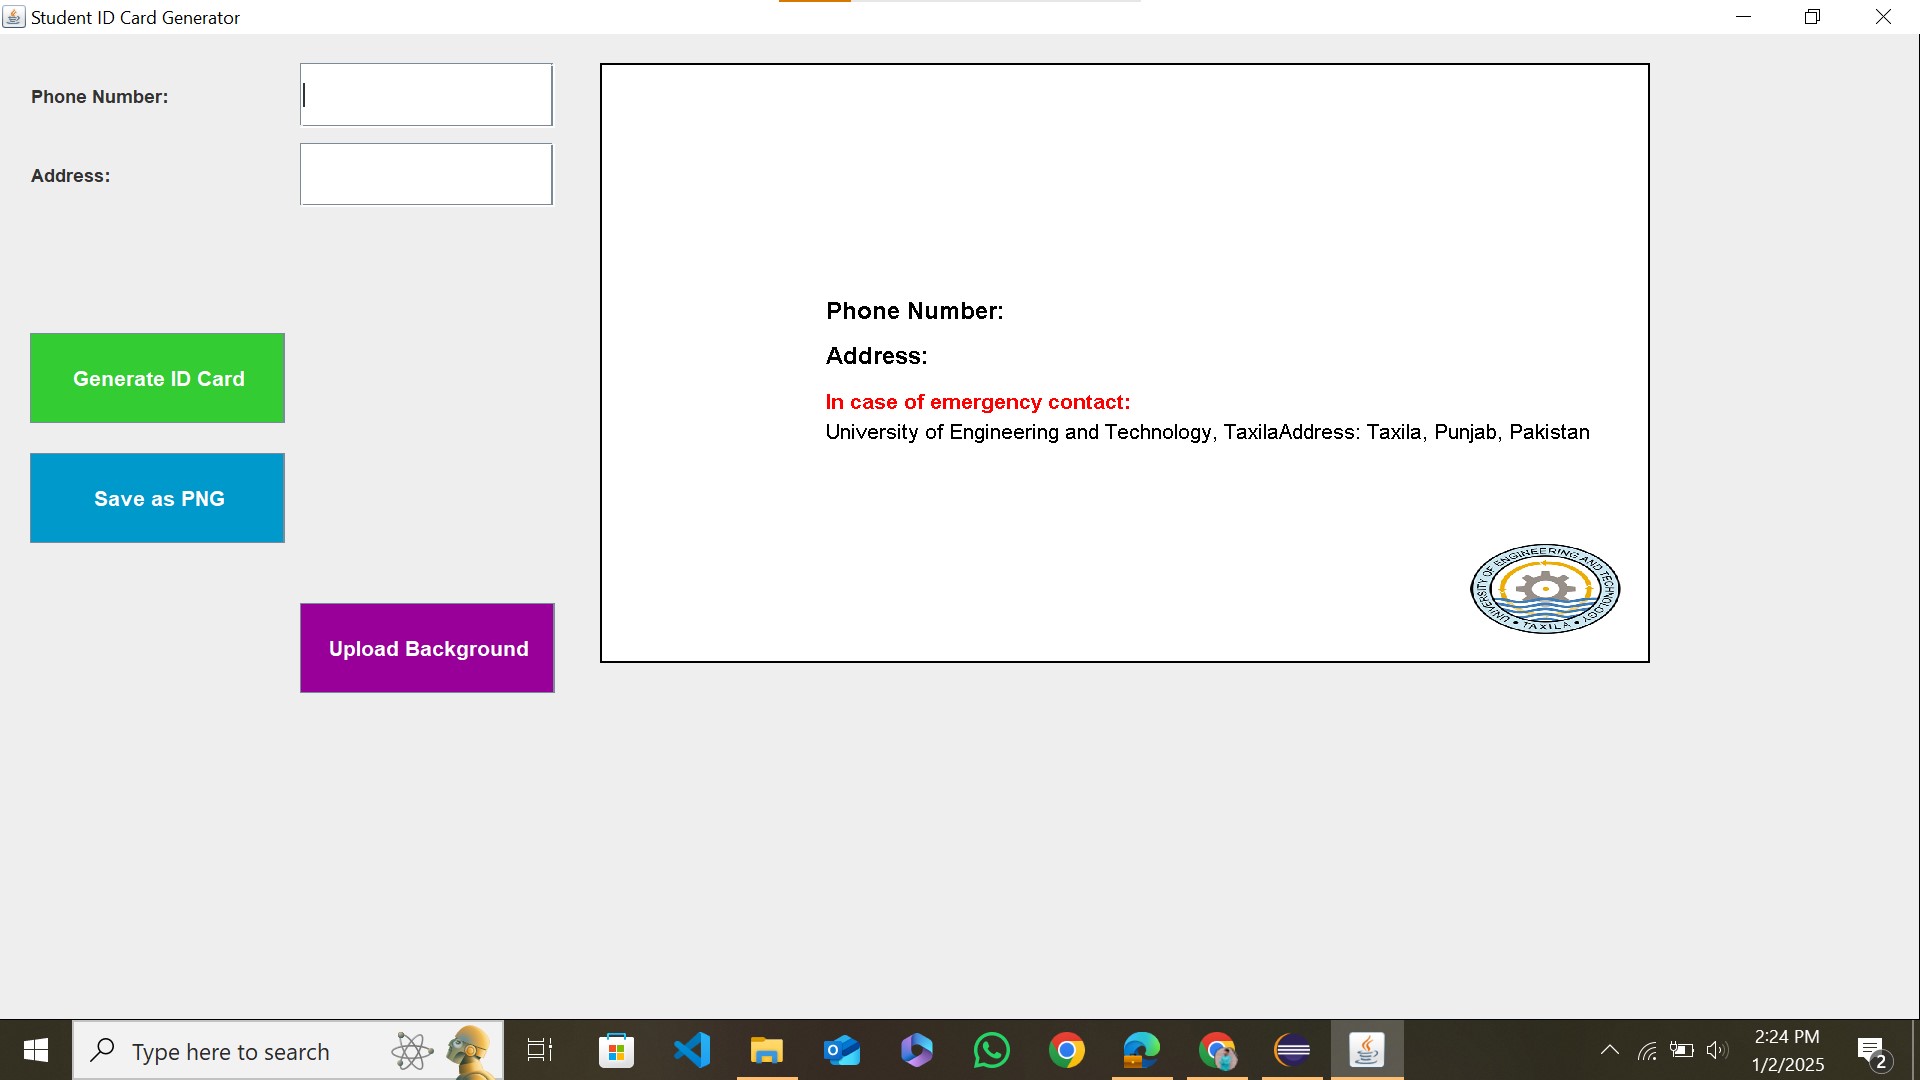 Student ID Card Generator
Phone Number:
Address:
Generate ID Card
Save as PNG
Upload Background
Phone Number:
Address:
In case of emergency contact:
University of Engineering and Technology, TaxilaAddress: Taxila, Punjab, Pakistan
UNIVERSITY OF ENGINEERING AND TECHNOLOGY
• TAXILA •
Type here to search
2:24 PM
1/2/2025
2